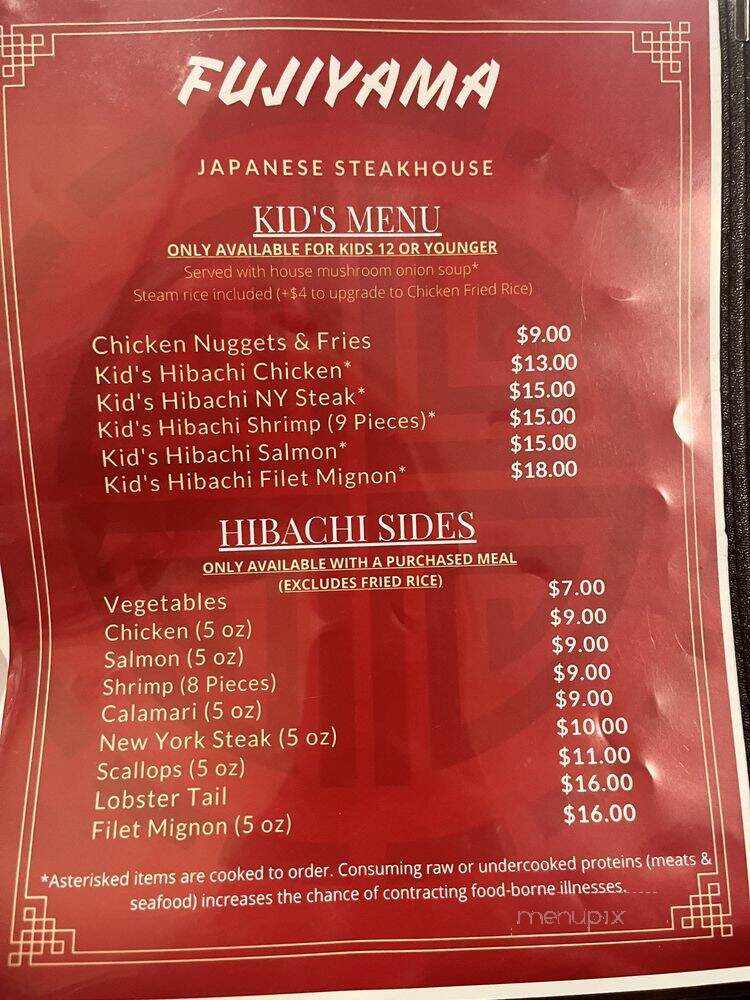 FUJIYAMA
JAPANESE STEAKHOUSE
KID'S MENU
ONLY AVAILABLE FOR KIDS 12 OR YOUNGER
Served with house mushroom onion soup*
Steam rice included (+$4 to upgrade to Chicken Fried Rice)
Chicken Nuggets & Fries $9.00
Kid's Hibachi Chicken* $13.00
Kid's Hibachi NY Steak* $15.00
Kid's Hibachi Shrimp (9 Pieces)* $15.00
Kid's Hibachi Salmon* $15.00
Kid's Hibachi Filet Mignon* $18.00
HIBACHI SIDES
ONLY AVAILABLE WITH A PURCHASED MEAL
(EXCLUDES FRIED RICE)
Vegetables $7.00
Chicken (5 oz) $9.00
Salmon (5 oz) $9.00
Shrimp (8 Pieces) $9.00
Calamari (5 oz) $9.00
New York Steak (5 oz) $10.00
Scallops (5 oz) $11.00
Lobster Tail $16.00
Filet Mignon (5 oz) $16.00
*Asterisked items are cooked to order. Consuming raw or undercooked proteins (meats &
seafood) increases the chance of contracting food-borne illnesses.
menupix